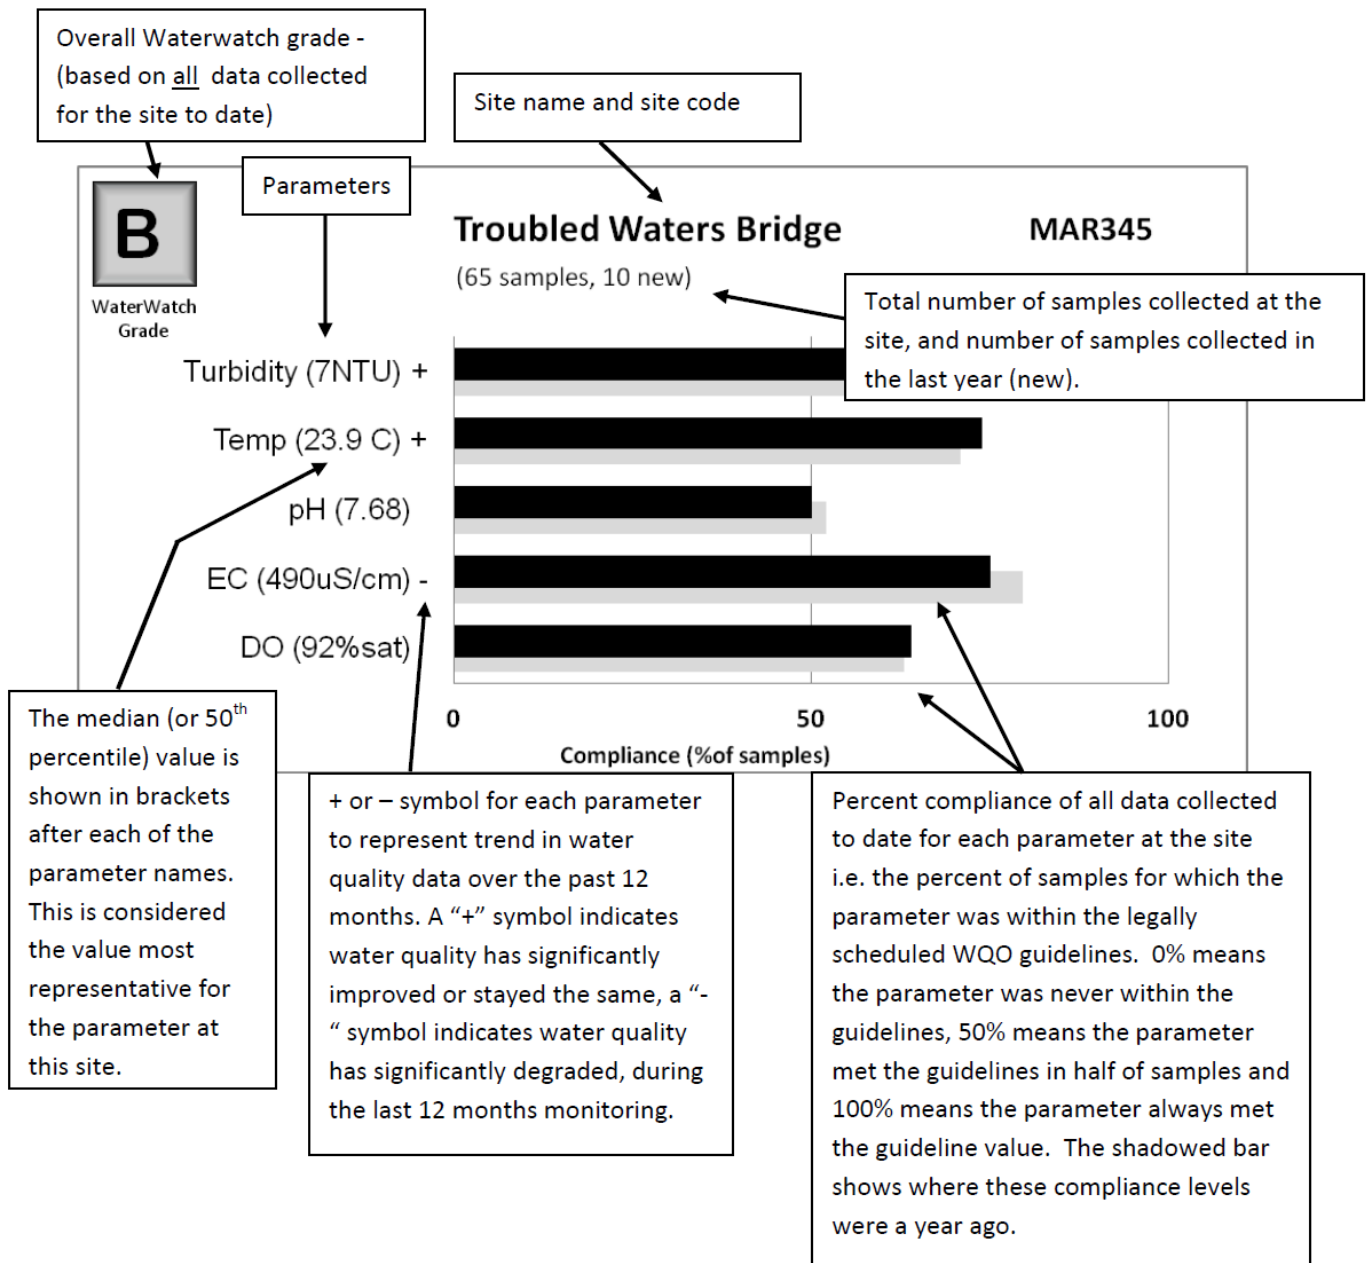 Overall Waterwatch grade -
(based on all data collected
for the site to date)
Site name and site code
Parameters
B
WaterWatch
Grade
Troubled Waters Bridge MAR345
(65 samples, 10 new)
Total number of samples collected at the
site, and number of samples collected in
the last year (new).
Turbidity (7NTU) +
Temp (23.9 C) +
pH (7.68)
EC (490uS/cm) -
DO (92%sat)
0 50 100
Compliance (%of samples)
The median (or 50th
percentile) value is
shown in brackets
after each of the
parameter names.
This is considered
the value most
representative for
the parameter at
this site.
+ or – symbol for each parameter
to represent trend in water
quality data over the past 12
months. A “+” symbol indicates
water quality has significantly
improved or stayed the same, a “-
“ symbol indicates water quality
has significantly degraded, during
the last 12 months monitoring.
Percent compliance of all data collected
to date for each parameter at the site
i.e. the percent of samples for which the
parameter was within the legally
scheduled WQO guidelines. 0% means
the parameter was never within the
guidelines, 50% means the parameter
met the guidelines in half of samples and
100% means the parameter always met
the guideline value. The shadowed bar
shows where these compliance levels
were a year ago.